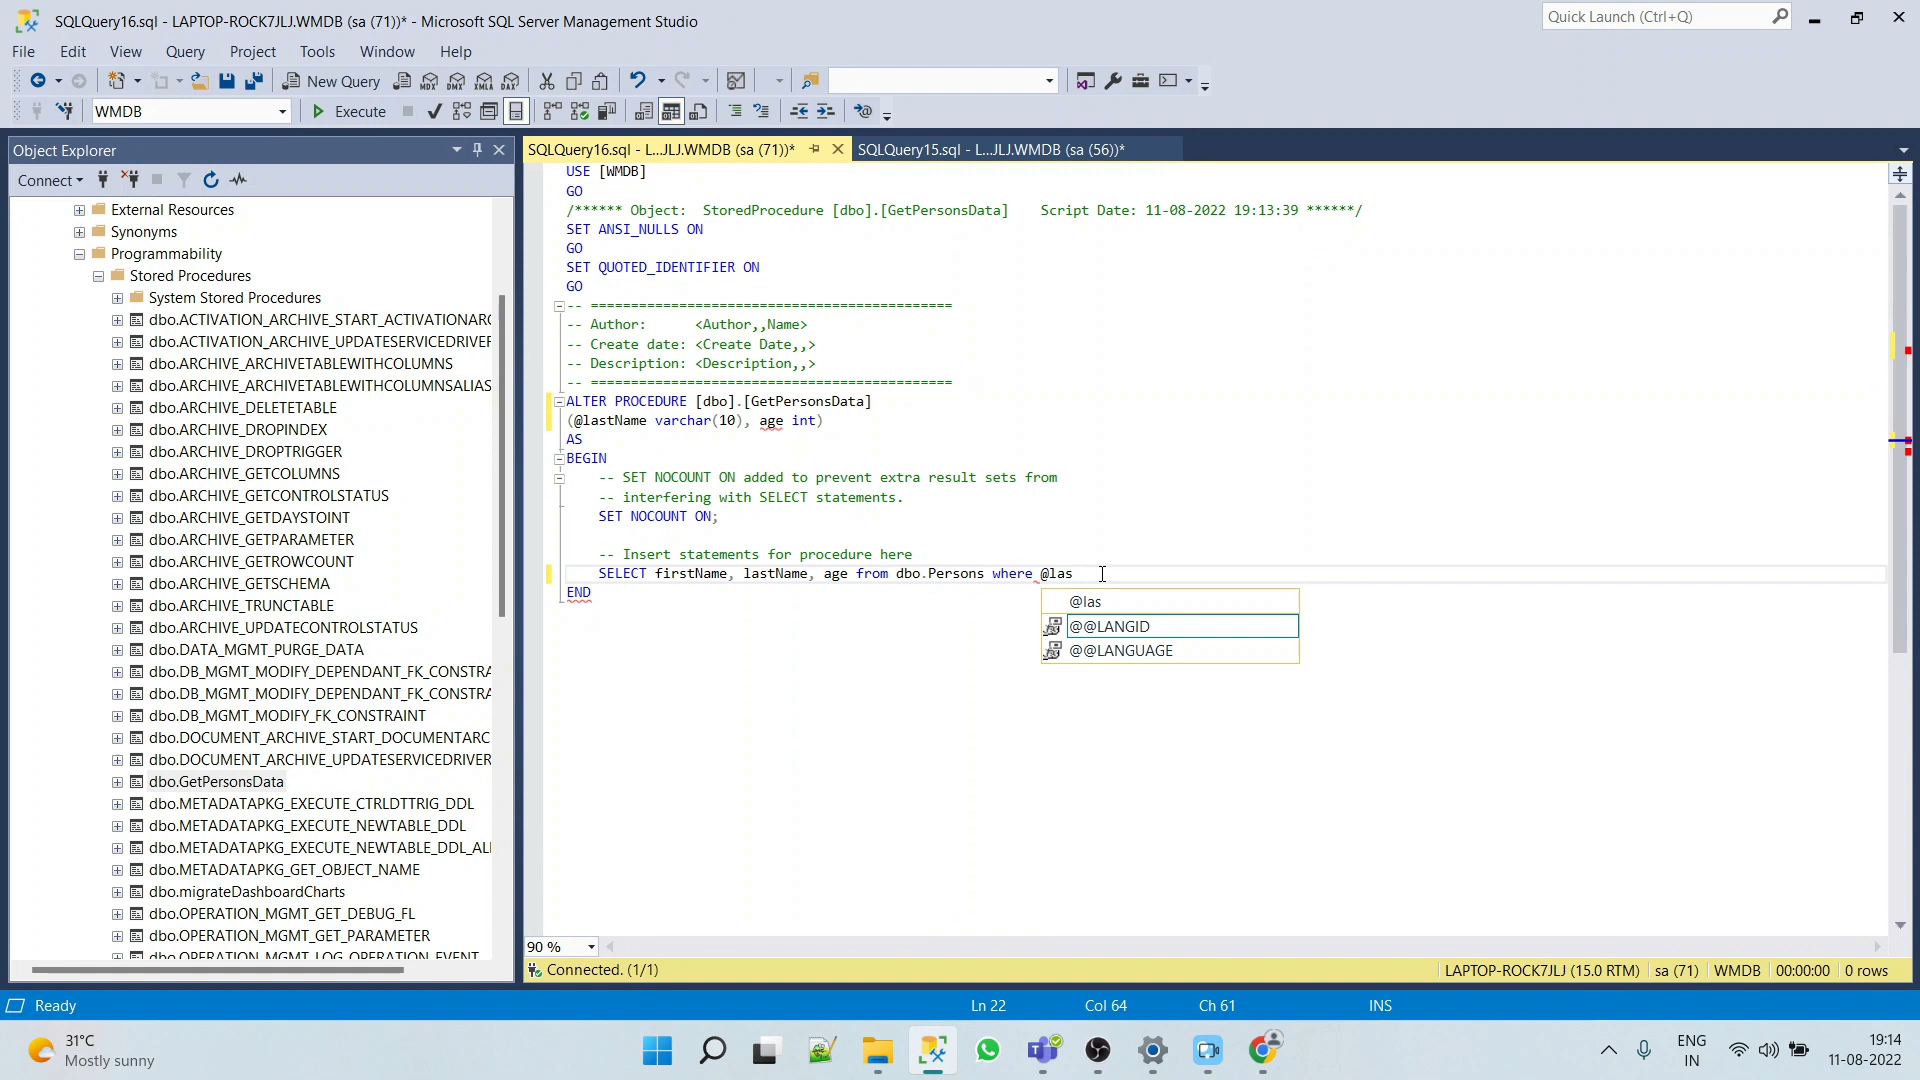 SQLQuery16.sql - LAPTOP-ROCK7JLJ.WMDB (sa (71))* - Microsoft SQL Server Management Studio
Quick Launch (Ctrl+Q)
File Edit View Query Project Tools Window Help
New Query MDX DMX XMLA DAX
WMDB Execute
Object Explorer
Connect
External Resources
Synonyms
Programmability
Stored Procedures
System Stored Procedures
dbo.ACTIVATION_ARCHIVE_START_ACTIVATIONARC
dbo.ACTIVATION_ARCHIVE_UPDATESERVICEDRIVER
dbo.ARCHIVE_ARCHIVETABLEWITHCOLUMNS
dbo.ARCHIVE_ARCHIVETABLEWITHCOLUMNSALIAS
dbo.ARCHIVE_DELETETABLE
dbo.ARCHIVE_DROPINDEX
dbo.ARCHIVE_DROPTRIGGER
dbo.ARCHIVE_GETCOLUMNS
dbo.ARCHIVE_GETCONTROLSTATUS
dbo.ARCHIVE_GETDAYSTOINT
dbo.ARCHIVE_GETPARAMETER
dbo.ARCHIVE_GETROWCOUNT
dbo.ARCHIVE_GETSCHEMA
dbo.ARCHIVE_TRUNCTABLE
dbo.ARCHIVE_UPDATECONTROLSTATUS
dbo.DATA_MGMT_PURGE_DATA
dbo.DB_MGMT_MODIFY_DEPENDANT_FK_CONSTRA
dbo.DB_MGMT_MODIFY_DEPENDANT_FK_CONSTRA
dbo.DB_MGMT_MODIFY_FK_CONSTRAINT
dbo.DOCUMENT_ARCHIVE_START_DOCUMENTARC
dbo.DOCUMENT_ARCHIVE_UPDATESERVICEDRIVER
dbo.GetPersonsData
dbo.METADATAPKG_EXECUTE_CTRLDTTRIG_DDL
dbo.METADATAPKG_EXECUTE_NEWTABLE_DDL
dbo.METADATAPKG_EXECUTE_NEWTABLE_DDL_ALI
dbo.METADATAPKG_GET_OBJECT_NAME
dbo.migrateDashboardCharts
dbo.OPERATION_MGMT_GET_DEBUG_FL
dbo.OPERATION_MGMT_GET_PARAMETER
dbo.OPERATION_MGMT_LOG_OPERATION_EVENT
SQLQuery16.sql - L...JLJ.WMDB (sa (71))* SQLQuery15.sql - L...JLJ.WMDB (sa (56))*
USE [WMDB]
GO
/****** Object:  StoredProcedure [dbo].[GetPersonsData]    Script Date: 11-08-2022 19:13:39 ******/
SET ANSI_NULLS ON
GO
SET QUOTED_IDENTIFIER ON
GO
-- =============================================
-- Author:      <Author,,Name>
-- Create date: <Create Date,,>
-- Description: <Description,,>
-- =============================================
ALTER PROCEDURE [dbo].[GetPersonsData]
(@lastName varchar(10), age int)
AS
BEGIN
-- SET NOCOUNT ON added to prevent extra result sets from
-- interfering with SELECT statements.
SET NOCOUNT ON;
-- Insert statements for procedure here
SELECT firstName, lastName, age from dbo.Persons where @las
END
@las
@@LANGID
@@LANGUAGE
90 %
Connected. (1/1) LAPTOP-ROCK7JLJ (15.0 RTM) sa (71) WMDB 00:00:00 0 rows
Ready Ln 22 Col 64 Ch 61 INS
31°C
Mostly sunny
ENG
IN
19:14
11-08-2022